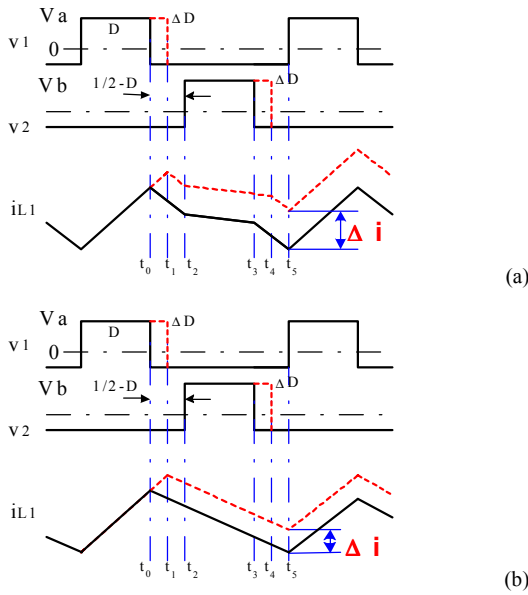 Va
D
ΔD
v1
0
1/2-D
Vb
ΔD
v2
iL1
Δ i
t0 t1 t2 t3 t4 t5
(a)
Va
D
ΔD
v1
0
1/2-D
Vb
ΔD
v2
iL1
Δ i
t0 t1 t2 t3 t4 t5
(b)